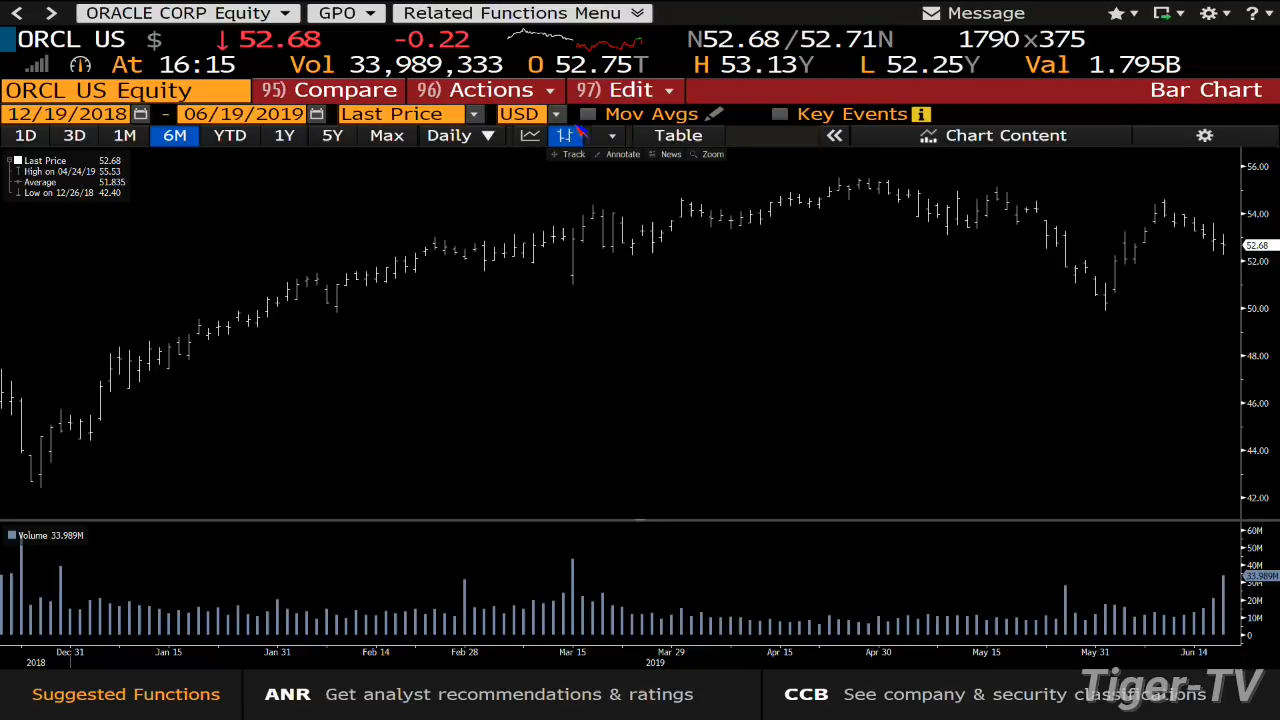 ORACLE CORP Equity GPO Related Functions Menu Message ?
ORCL US $ ↓52.68 -0.22 N52.68 /52.71N 1790x375
At 16:15 Vol 33,989,333 O 52.75T H 53.13Y L 52.25Y Val 1.795B
ORCL US Equity 95) Compare 96) Actions 97) Edit Bar Chart
12/19/2018 - 06/19/2019 Last Price USD Mov Avgs Key Events i
1D 3D 1M 6M YTD 1Y 5Y Max Daily ▼ Table « Chart Content
Track Annotate News Zoom
Last Price 52.68
High on 04/24/19 55.53
Average 51.835
Low on 12/26/18 42.40
56.00
54.00
52.68
52.00
50.00
48.00
46.00
44.00
42.00
Volume 33.989M
60M
50M
40M
33.989M
30M
20M
10M
0
Dec 31 Jan 15 Jan 31 Feb 14 Feb 28 Mar 15 Mar 29 Apr 15 Apr 30 May 15 May 31 Jun 14
2018 2019
Suggested Functions ANR Get analyst recommendations & ratings CCB See company & security classifications
Tiger-TV